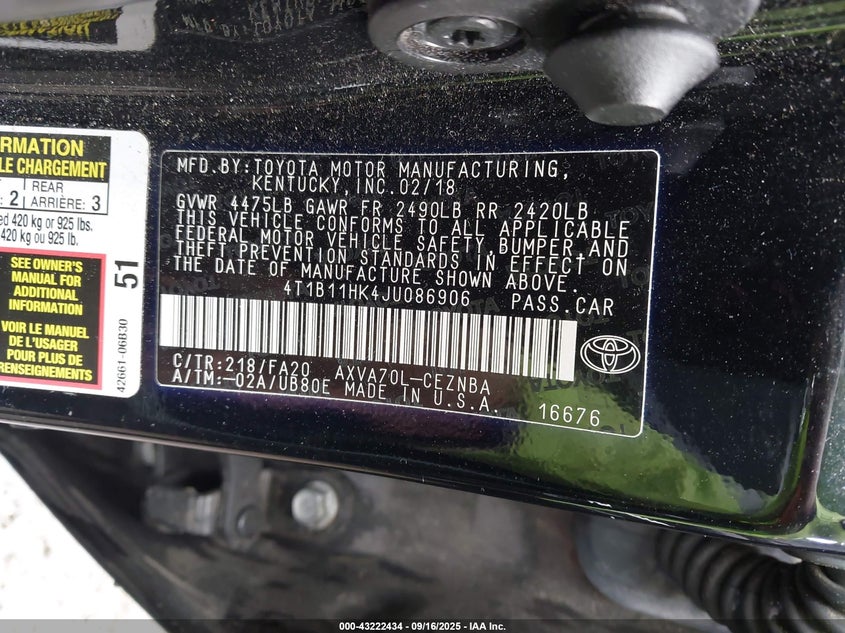 RMATION
LE CHARGEMENT
: 2
REAR
ARRIÈRE: 3
ed 420 kg or 925 lbs.
420 kg ou 925 lb.
SEE OWNER'S
MANUAL FOR
ADDITIONAL
INFORMATION
VOIR LE MANUEL
DE L'USAGER
POUR PLUS DE
RENSEIGNEMENTS
51
42661-06B30
MFD.BY:TOYOTA MOTOR MANUFACTURING,
KENTUCKY,INC.02/18
GVWR 4475LB GAWR FR 2490LB RR 2420LB
THIS VEHICLE CONFORMS TO ALL APPLICABLE
FEDERAL MOTOR VEHICLE SAFETY,BUMPER AND
THEFT PREVENTION STANDARDS IN EFFECT ON
THE DATE OF MANUFACTURE SHOWN ABOVE.
4T1B11HK4JU086906 PASS.CAR
C/TR:218/FA20 AXVA70L-CEZNBA
A/TM:-02A/UB80E MADE IN U.S.A. 16676
000-43222434 - 09/16/2025 - IAA Inc.